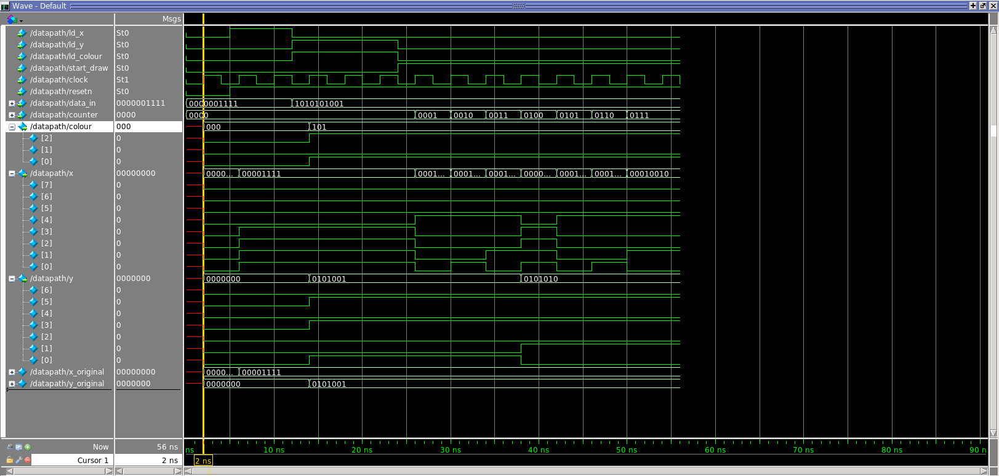 Wave - Default
Msgs
/datapath/ld_x St0
/datapath/ld_y St0
/datapath/ld_colour St0
/datapath/start_draw St0
/datapath/clock St1
/datapath/resetn St0
/datapath/data_in 0000001111 0000001111 1010101001
/datapath/counter 0000 0000 0001 0010 0011 0100 0101 0110 0111
/datapath/colour 000 000 101
[2] 0
[1] 0
[0] 0
/datapath/x 00000000 0000... 00001111 0001... 0001... 0001... 0000... 0001... 0001... 00010010
[7] 0
[6] 0
[5] 0
[4] 0
[3] 0
[2] 0
[1] 0
[0] 0
/datapath/y 0000000 0000000 0101001 0101010
[6] 0
[5] 0
[4] 0
[3] 0
[2] 0
[1] 0
[0] 0
/datapath/x_original 00000000 0000... 00001111
/datapath/y_original 0000000 0000000 0101001
Now 56 ns ns 10 ns 20 ns 30 ns 40 ns 50 ns 60 ns 70 ns 80 ns 90 n
Cursor 1 2 ns 2 ns